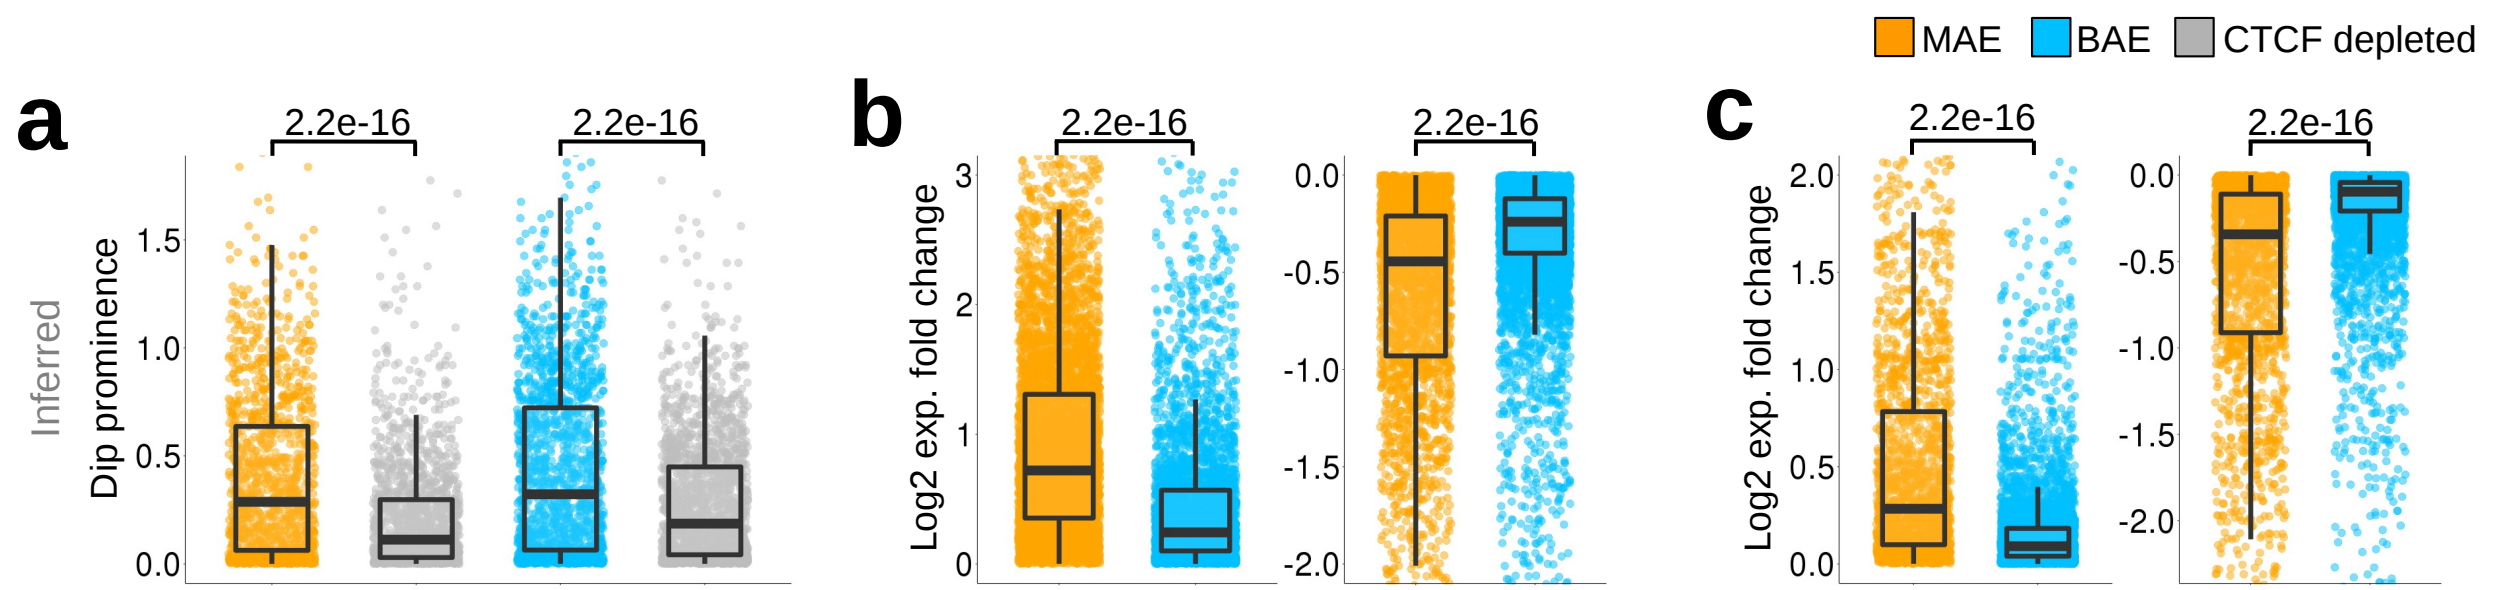 MAE BAE CTCF depleted
a
2.2e-16 2.2e-16
Inferred
Dip prominence
1.5
1.0
0.5
0.0
b
2.2e-16 2.2e-16
Log2 exp. fold change
3
2
1
0
0.0
-0.5
-1.0
-1.5
-2.0
c
2.2e-16 2.2e-16
Log2 exp. fold change
2.0
1.5
1.0
0.5
0.0
0.0
-0.5
-1.0
-1.5
-2.0